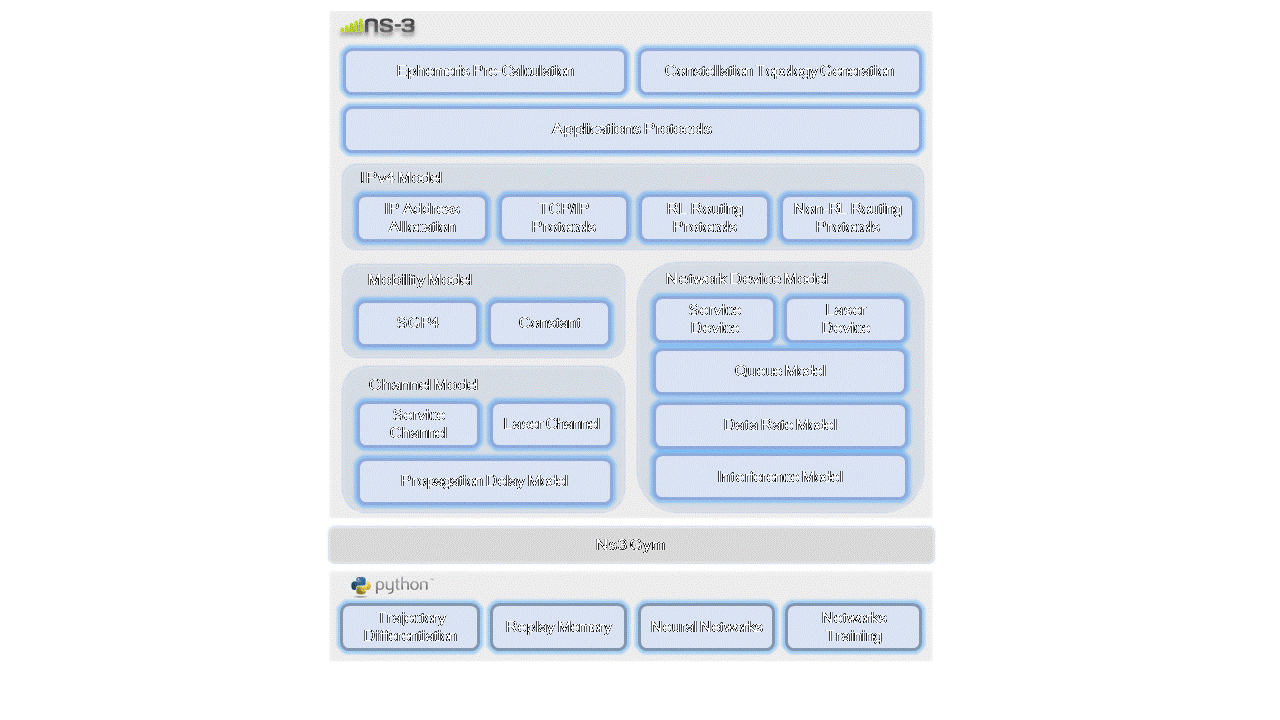 ns-3
Ephemeris Pre-Calculation
Constellation Topology Generation
Applications Protocols
IPv4 Model
IP Address
Allocation
TCP/IP
Protocols
RL Routing
Protocols
Non-RL Routing
Protocols
Mobility Model
SGP4
Constant
Network Device Model
Service
Device
Laser
Device
Queue Model
Data Rate Model
Interference Model
Channel Model
Service
Channel
Laser Channel
Propagation Delay Model
Ns3 Gym
python™
Trajectory
Differentiation
Replay Memory
Neural Networks
Networks
Training